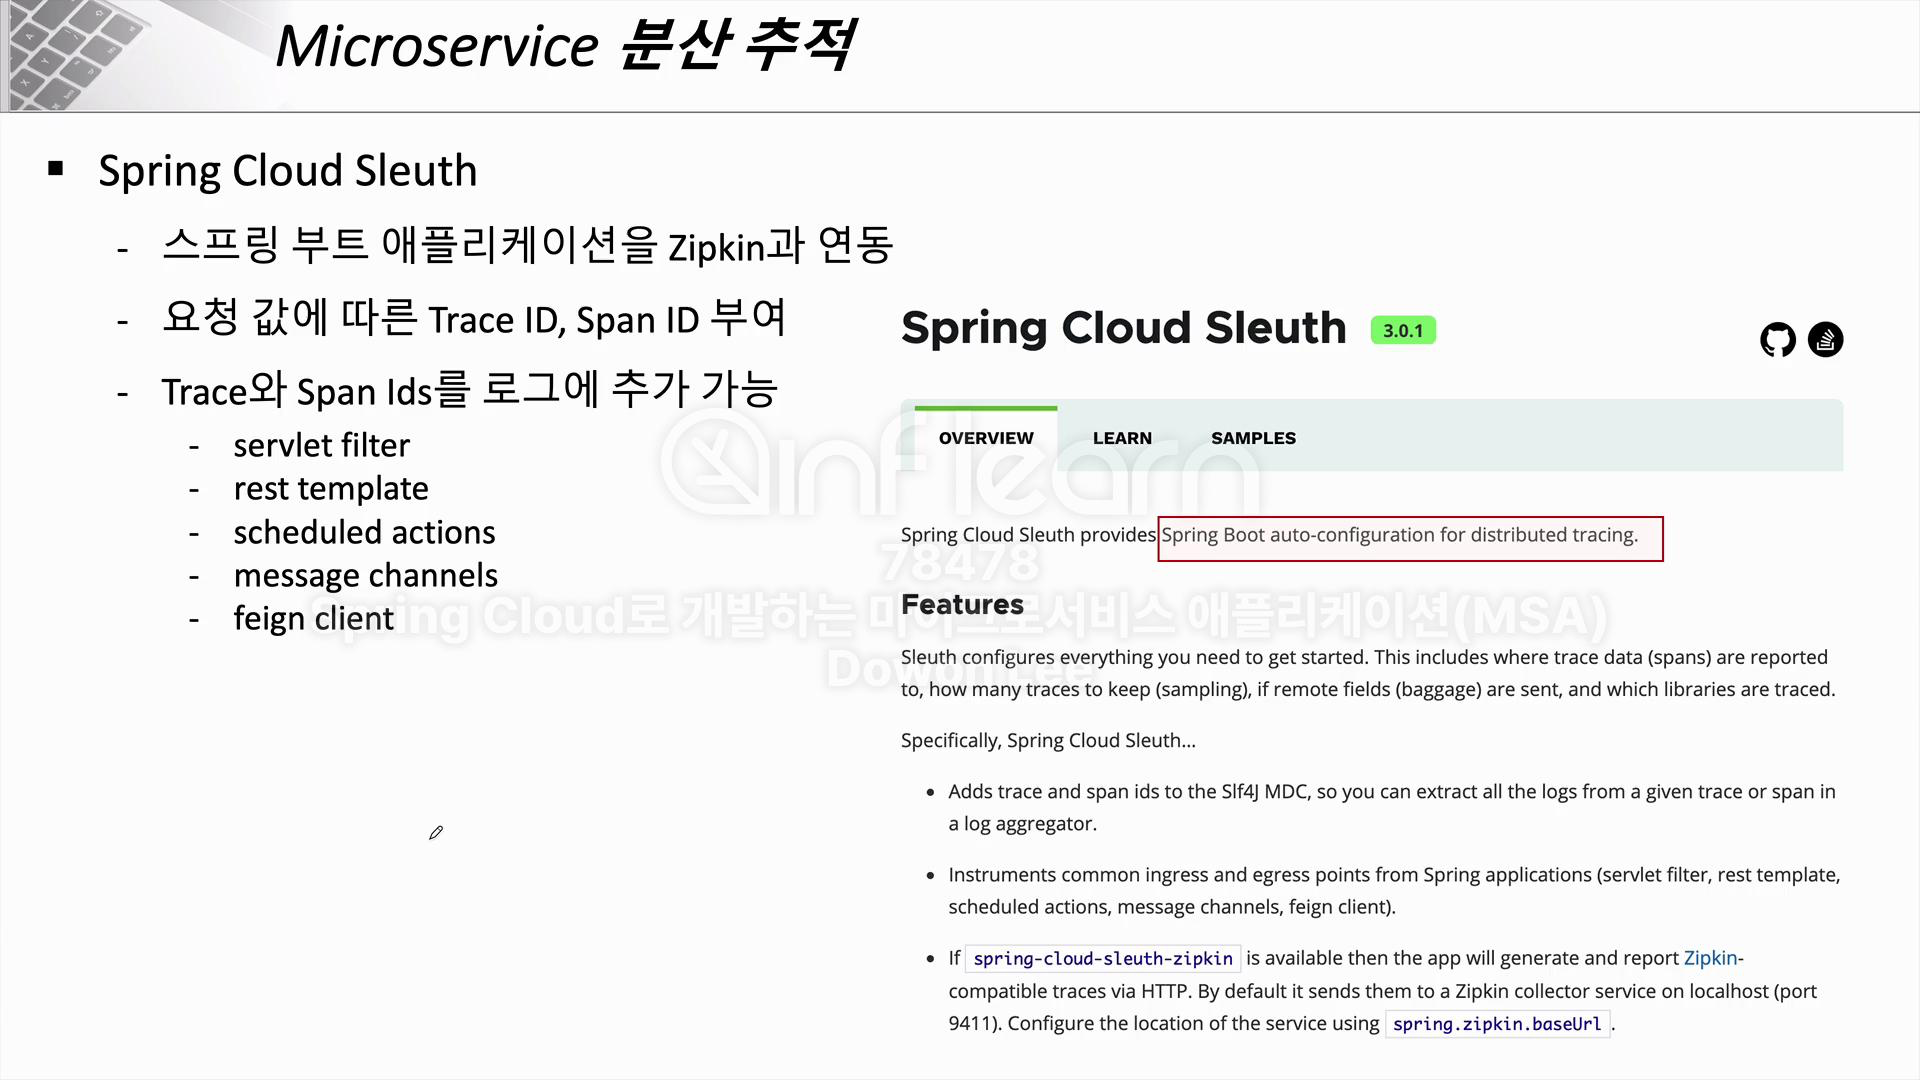 Microservice 분산 추적
▪ Spring Cloud Sleuth
- 스프링 부트 애플리케이션을 Zipkin과 연동
- 요청 값에 따른 Trace ID, Span ID 부여
- Trace와 Span Ids를 로그에 추가 가능
- servlet filter
- rest template
- scheduled actions
- message channels
- feign client
Spring Cloud Sleuth 3.0.1
OVERVIEW LEARN SAMPLES
Spring Cloud Sleuth provides Spring Boot auto-configuration for distributed tracing.
Features
Sleuth configures everything you need to get started. This includes where trace data (spans) are reported
to, how many traces to keep (sampling), if remote fields (baggage) are sent, and which libraries are traced.
Specifically, Spring Cloud Sleuth...
• Adds trace and span ids to the Slf4J MDC, so you can extract all the logs from a given trace or span in
a log aggregator.
• Instruments common ingress and egress points from Spring applications (servlet filter, rest template,
scheduled actions, message channels, feign client).
• If spring-cloud-sleuth-zipkin is available then the app will generate and report Zipkin-
compatible traces via HTTP. By default it sends them to a Zipkin collector service on localhost (port
9411). Configure the location of the service using spring.zipkin.baseUrl .
inflearn
78478
Spring Cloud로 개발하는 마이크로서비스 애플리케이션(MSA)
Dowon Lee